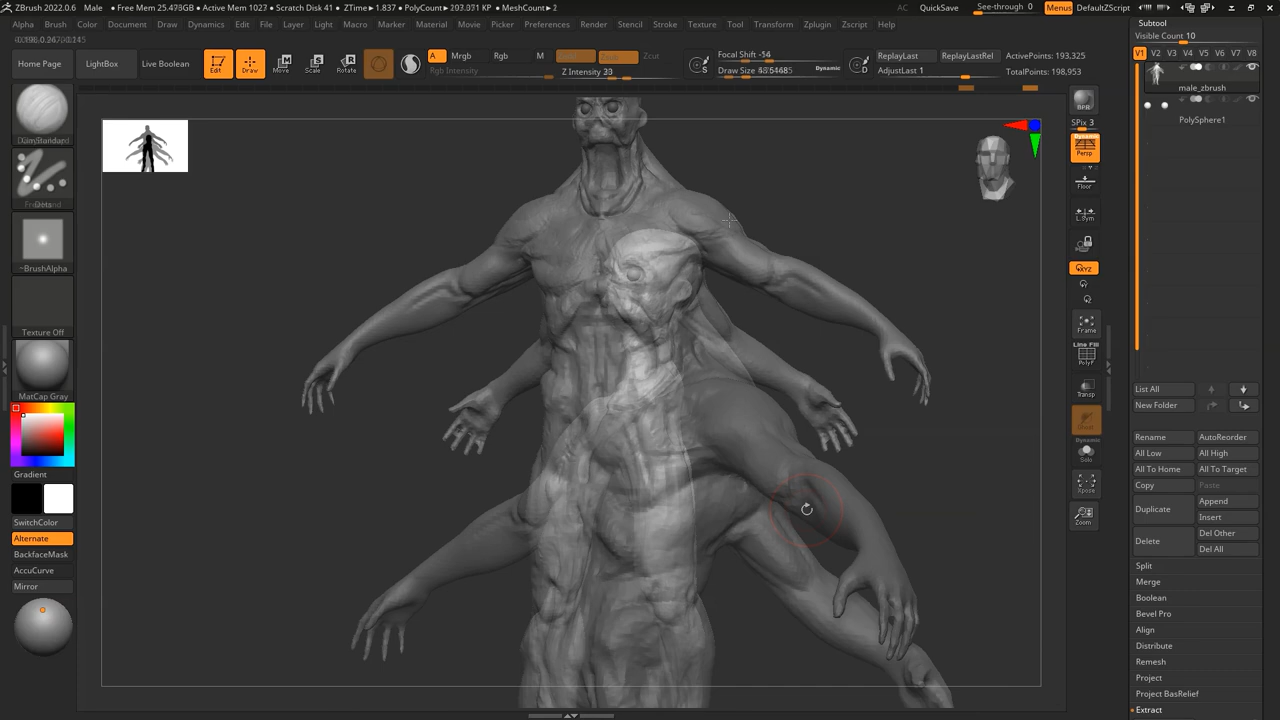 ZBrush 2022.0.6 Male • Free Mem 25.498GB • Active Mem 1027 • Scratch Disk 41 • ZTime 1.837 • PolyCount • MeshCount 2 AC QuickSave See-through 0 Menus DefaultZScript
Alpha Brush Color Document Draw Dynamics Edit File Layer Light Macro Marker Material Movie Picker Preferences Render Stencil Stroke Texture Tool Transform Zplugin Zscript Help
Home Page LightBox Live Boolean Edit Draw Move Scale Rotate A Mrgb Rgb M Zcut
Rgb Intensity Z Intensity
Focal Shift -54
Draw Size Dynamic
ReplayLast ReplayLastRel ActivePoints: 193,325
AdjustLast 1 TotalPoints: 198,953
~BrushAlpha
Texture Off
MatCap Gray
Gradient
SwitchColor
Alternate
BackfaceMask
AccuCurve
Mirror
S
D
BPR
SPix 3
Dynamic
Persp
Floor
L.Sym
XYZ
Frame
Line Fill
PolyF
Transp
Dynamic
Solo
Xpose
Zoom
Subtool
Visible Count 10
V1 V2 V3 V4 V5 V6 V7 V8
male_zbrush
PolySphere1
List All
New Folder
Rename AutoReorder
All Low All High
All To Home All To Target
Copy Paste
Duplicate Append
Insert
Delete Del Other
Del All
Split
Merge
Boolean
Bevel Pro
Align
Distribute
Remesh
Project
Project BasRelief
Extract